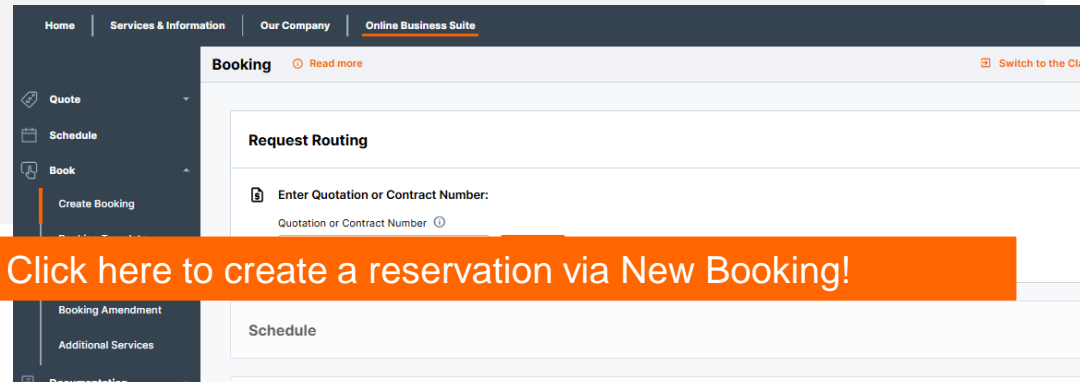 Home Services & Information Our Company Online Business Suite
Booking Read more Switch to the Cla
Quote
Schedule
Request Routing
Book
Enter Quotation or Contract Number:
Create Booking
Quotation or Contract Number
Click here to create a reservation via New Booking!
Booking Amendment
Schedule
Additional Services